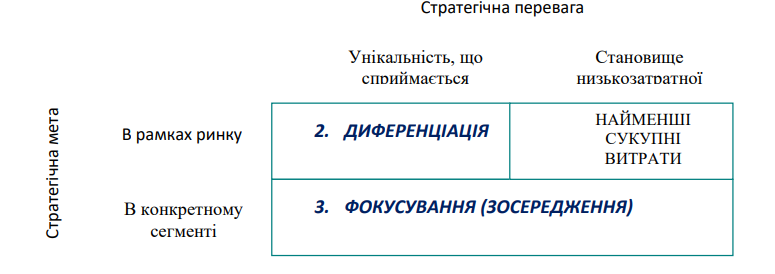 Стратегічна перевага
Унікальність, що
сприймається
Становище
низькозатратної
Стратегічна мета
В рамках ринку
2. ДИФЕРЕНЦІАЦІЯ
НАЙМЕНШІ
СУКУПНІ
ВИТРАТИ
В конкретному
сегменті
3. ФОКУСУВАННЯ (ЗОСЕРЕДЖЕННЯ)